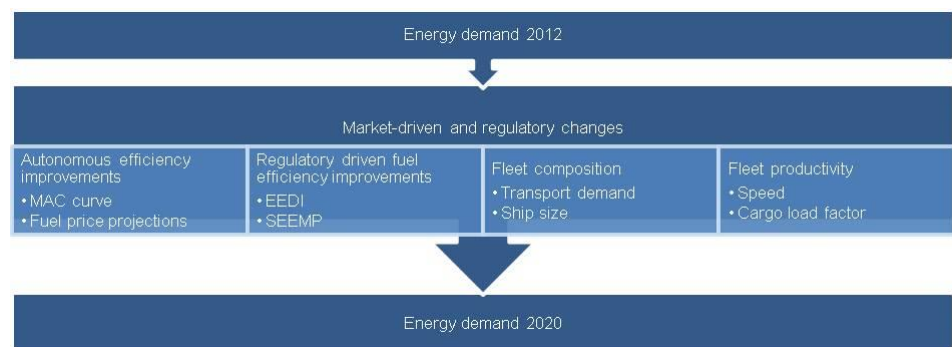 Energy demand 2012
Market-driven and regulatory changes
Autonomous efficiency
improvements
• MAC curve
• Fuel price projections
Regulatory driven fuel
efficiency improvements
• EEDI
• SEEMP
Fleet composition
• Transport demand
• Ship size
Fleet productivity
• Speed
• Cargo load factor
Energy demand 2020